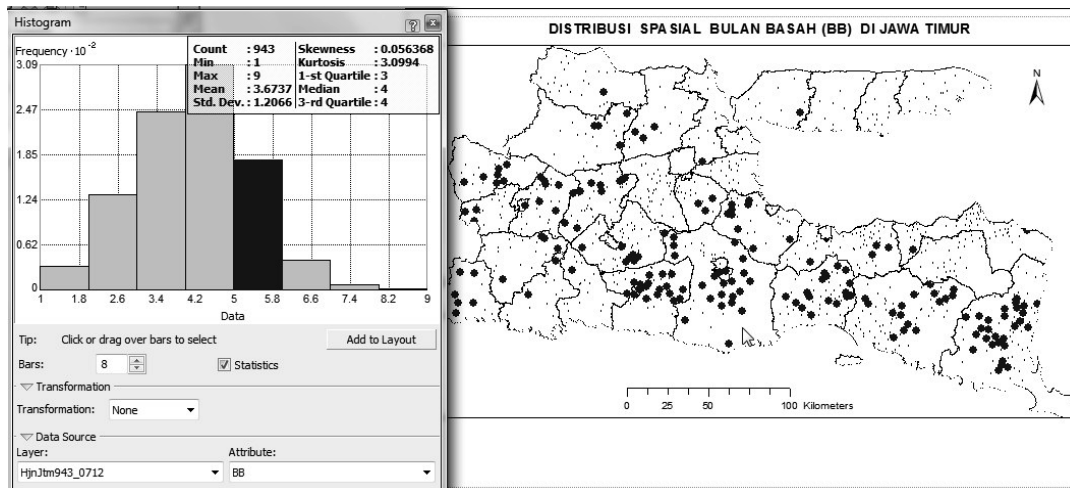 Histogram
Frequency · 10⁻²
3.09
2.47
1.85
1.24
0.62
0
1 1.8 2.6 3.4 4.2 5 5.8 6.6 7.4 8.2 9
Data
Count : 943 Skewness : 0.056368
Min : 1 Kurtosis : 3.0994
Max : 9 1-st Quartile : 3
Mean : 3.6737 Median : 4
Std. Dev. : 1.2066 3-rd Quartile : 4
Tip: Click or drag over bars to select Add to Layout
Bars: 8 Statistics
Transformation
Transformation: None
Data Source
Layer: Attribute:
HjnJtm943_0712 BB
DISTRIBUSI SPASIAL BULAN BASAH (BB) DI JAWA TIMUR
N
0 25 50 100 Kilometers